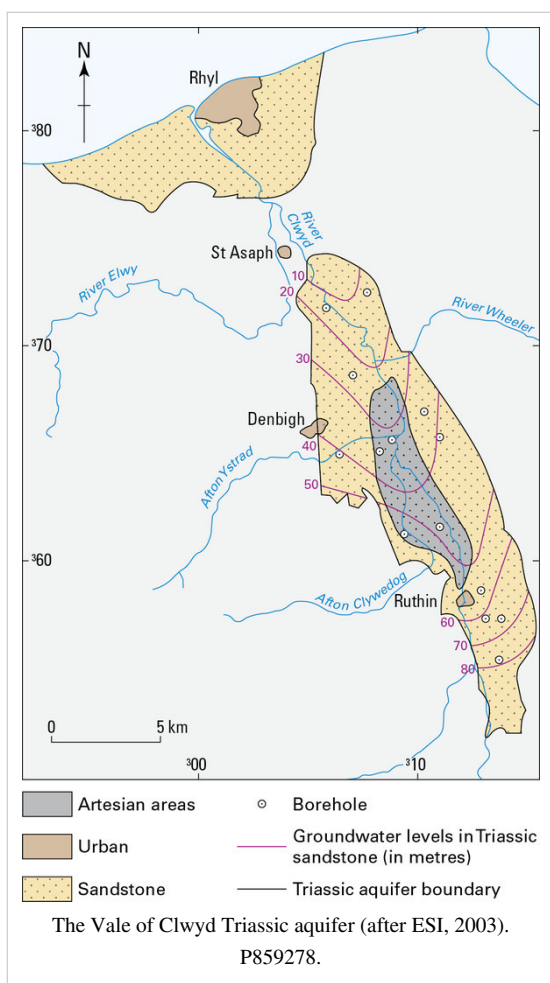 N
Rhyl
380
River
Clwyd
St Asaph
River Elwy
10
20
River Wheeler
370
30
Denbigh
40
Afton Ystrad
50
360
Afton Clywedog
Ruthin
60
70
80
0 5 km
³00 ³10
Artesian areas
Borehole
Urban
Groundwater levels in Triassic
sandstone (in metres)
Sandstone
Triassic aquifer boundary
The Vale of Clwyd Triassic aquifer (after ESI, 2003).
P859278.